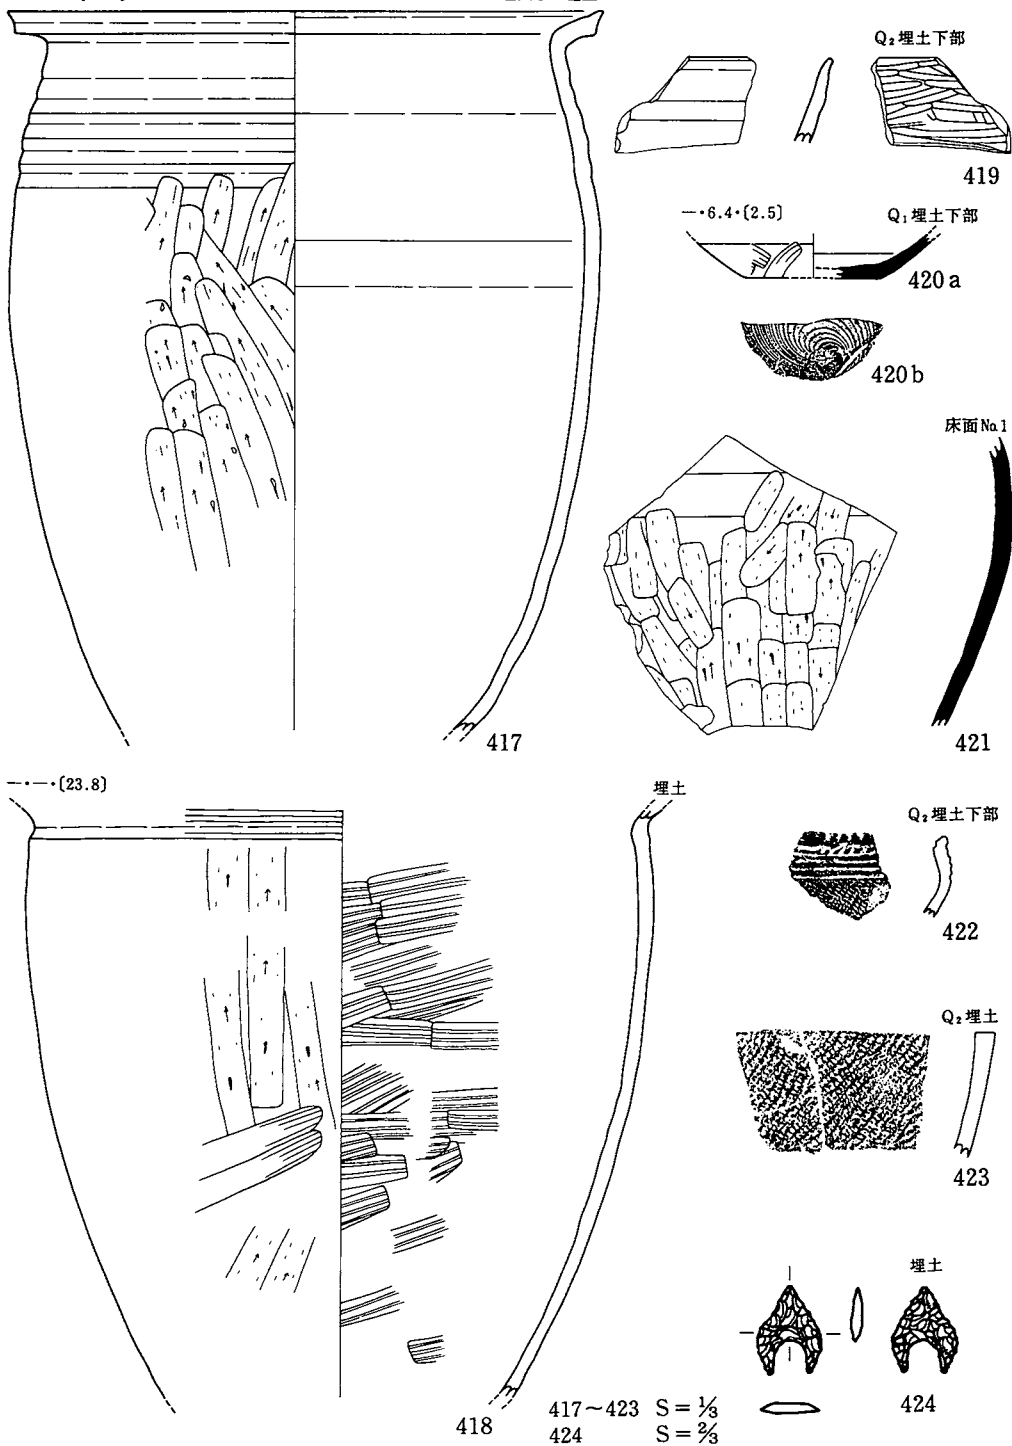 Q₂埋土下部
419
―・6.4・〔2.5〕
Q₁埋土下部
420a
420b
床面No.1
417
421
―・―・〔23.8〕
埋土
Q₂埋土下部
422
Q₂埋土
423
埋土
424
418
417～423 S=⅓
424 S=⅔